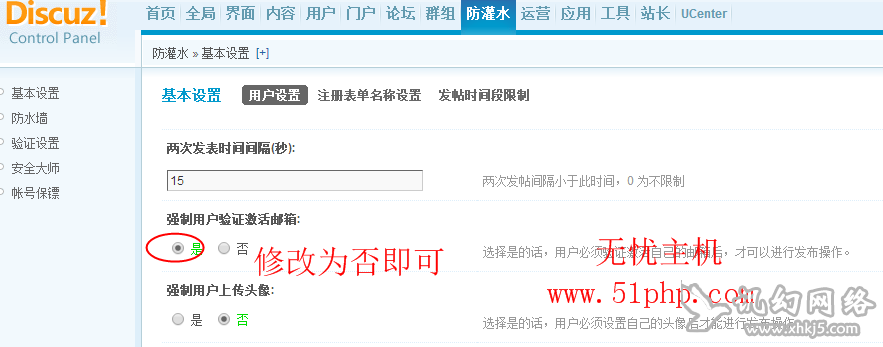 Discuz!
Control Panel
首页 全局 界面 内容 用户 门户 论坛 群组 防灌水 运营 应用 工具 站长 UCenter
防灌水 » 基本设置 [+]
基本设置
防水墙
验证设置
安全大师
帐号保镖
基本设置 用户设置 注册表单名称设置 发帖时间段限制
两次发表时间间隔(秒):
15 两次发帖间隔小于此时间，0 为不限制
强制用户验证激活邮箱:
是 否 选择是的话，用户必须验证激活自己的邮箱后，才可以进行发布操作。
修改为否即可
无忧主机
www.51php.com
强制用户上传头像:
是 否 选择是的话，用户必须设置自己的头像后才能进行发布操作
机幻网络
www.xhkj5.com